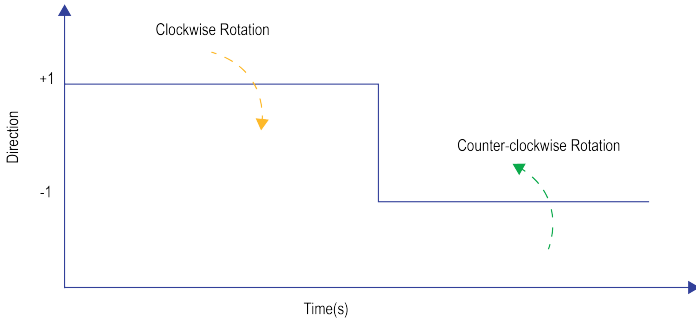 Clockwise Rotation
+1
Direction
Counter-clockwise Rotation
-1
Time(s)